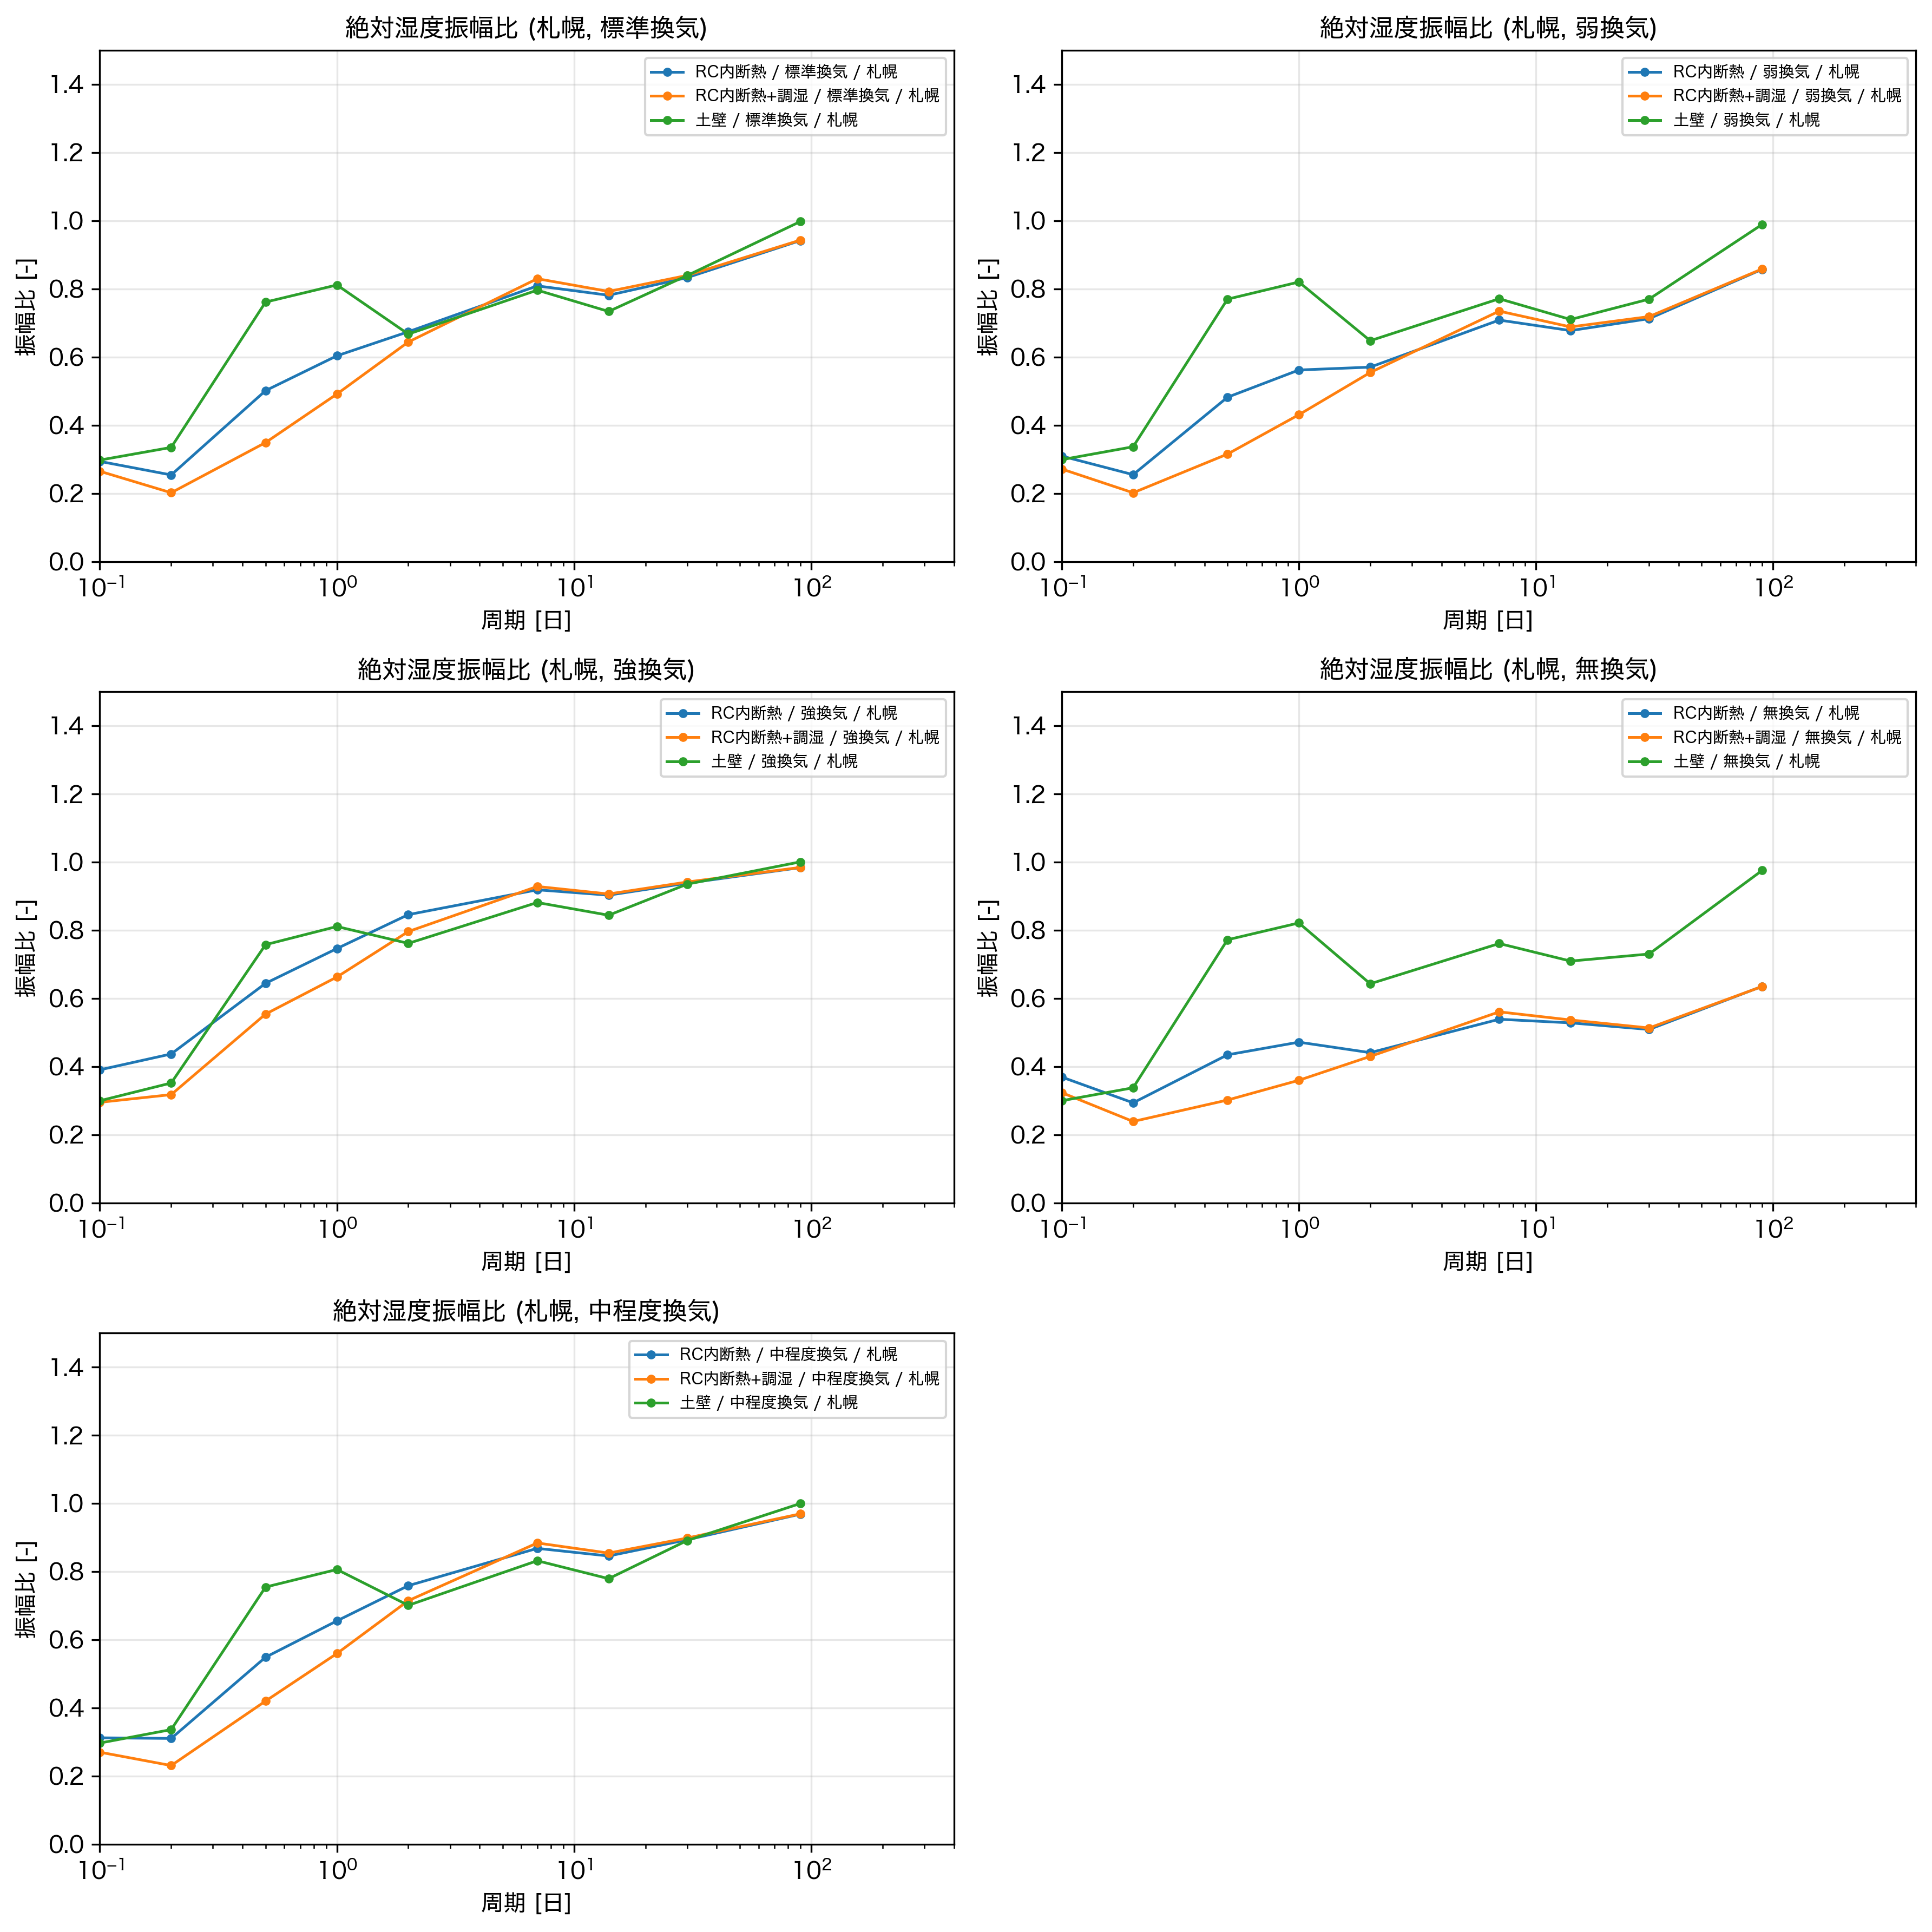 絶対湿度振幅比 (札幌, 標準換気)
RC内断熱 / 標準換気 / 札幌
RC内断熱+調湿 / 標準換気 / 札幌
土壁 / 標準換気 / 札幌
振幅比 [-]
1.4
1.2
1.0
0.8
0.6
0.4
0.2
0.0
10⁻¹ 10⁰ 10¹ 10²
周期 [日]
絶対湿度振幅比 (札幌, 弱換気)
RC内断熱 / 弱換気 / 札幌
RC内断熱+調湿 / 弱換気 / 札幌
土壁 / 弱換気 / 札幌
振幅比 [-]
1.4
1.2
1.0
0.8
0.6
0.4
0.2
0.0
10⁻¹ 10⁰ 10¹ 10²
周期 [日]
絶対湿度振幅比 (札幌, 強換気)
RC内断熱 / 強換気 / 札幌
RC内断熱+調湿 / 強換気 / 札幌
土壁 / 強換気 / 札幌
振幅比 [-]
1.4
1.2
1.0
0.8
0.6
0.4
0.2
0.0
10⁻¹ 10⁰ 10¹ 10²
周期 [日]
絶対湿度振幅比 (札幌, 無換気)
RC内断熱 / 無換気 / 札幌
RC内断熱+調湿 / 無換気 / 札幌
土壁 / 無換気 / 札幌
振幅比 [-]
1.4
1.2
1.0
0.8
0.6
0.4
0.2
0.0
10⁻¹ 10⁰ 10¹ 10²
周期 [日]
絶対湿度振幅比 (札幌, 中程度換気)
RC内断熱 / 中程度換気 / 札幌
RC内断熱+調湿 / 中程度換気 / 札幌
土壁 / 中程度換気 / 札幌
振幅比 [-]
1.4
1.2
1.0
0.8
0.6
0.4
0.2
0.0
10⁻¹ 10⁰ 10¹ 10²
周期 [日]